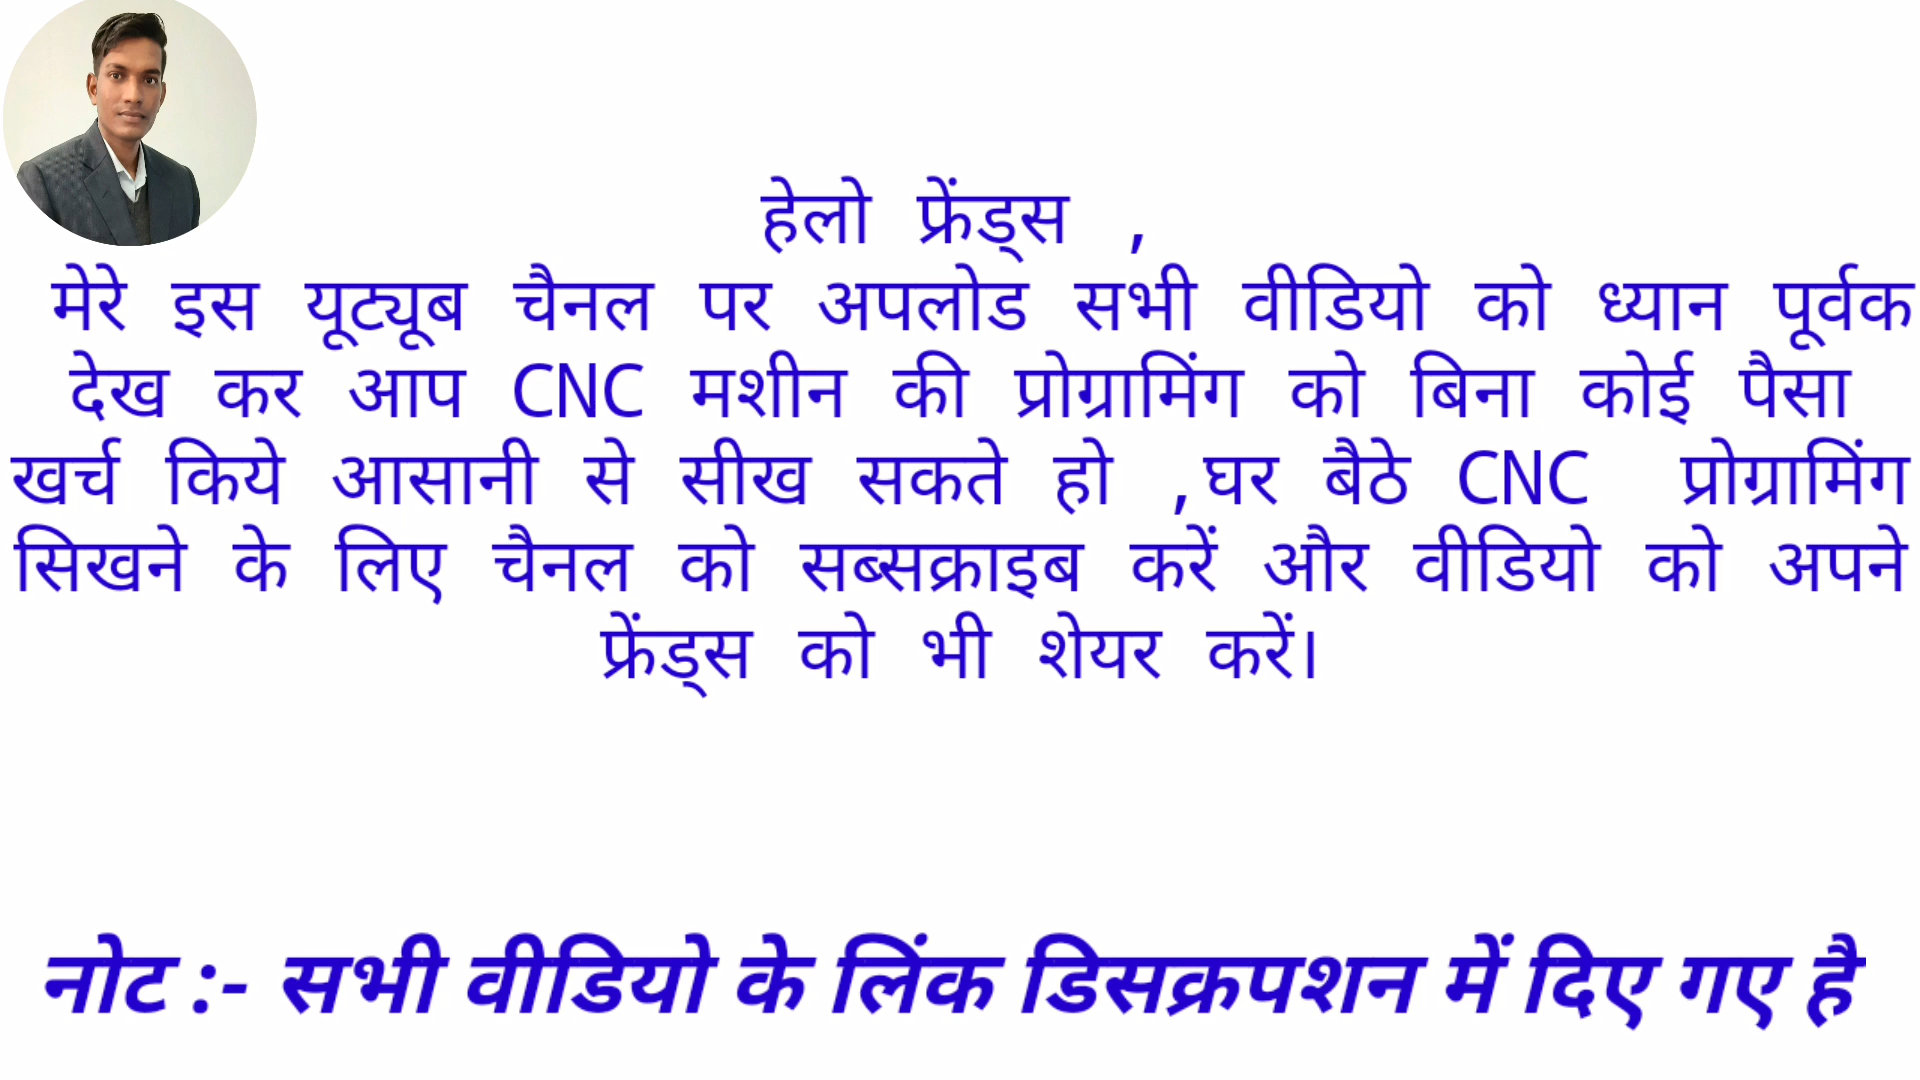 हेलो फ्रेंड्स ,
मेरे इस यूट्यूब चैनल पर अपलोड सभी वीडियो को ध्यान पूर्वक
देख कर आप CNC मशीन की प्रोग्रामिंग को बिना कोई पैसा
खर्च किये आसानी से सीख सकते हो ,घर बैठे CNC प्रोग्रामिंग
सिखने के लिए चैनल को सब्सक्राइब करें और वीडियो को अपने
फ्रेंड्स को भी शेयर करें।
नोट :- सभी वीडियो के लिंक डिसक्रपशन में दिए गए है